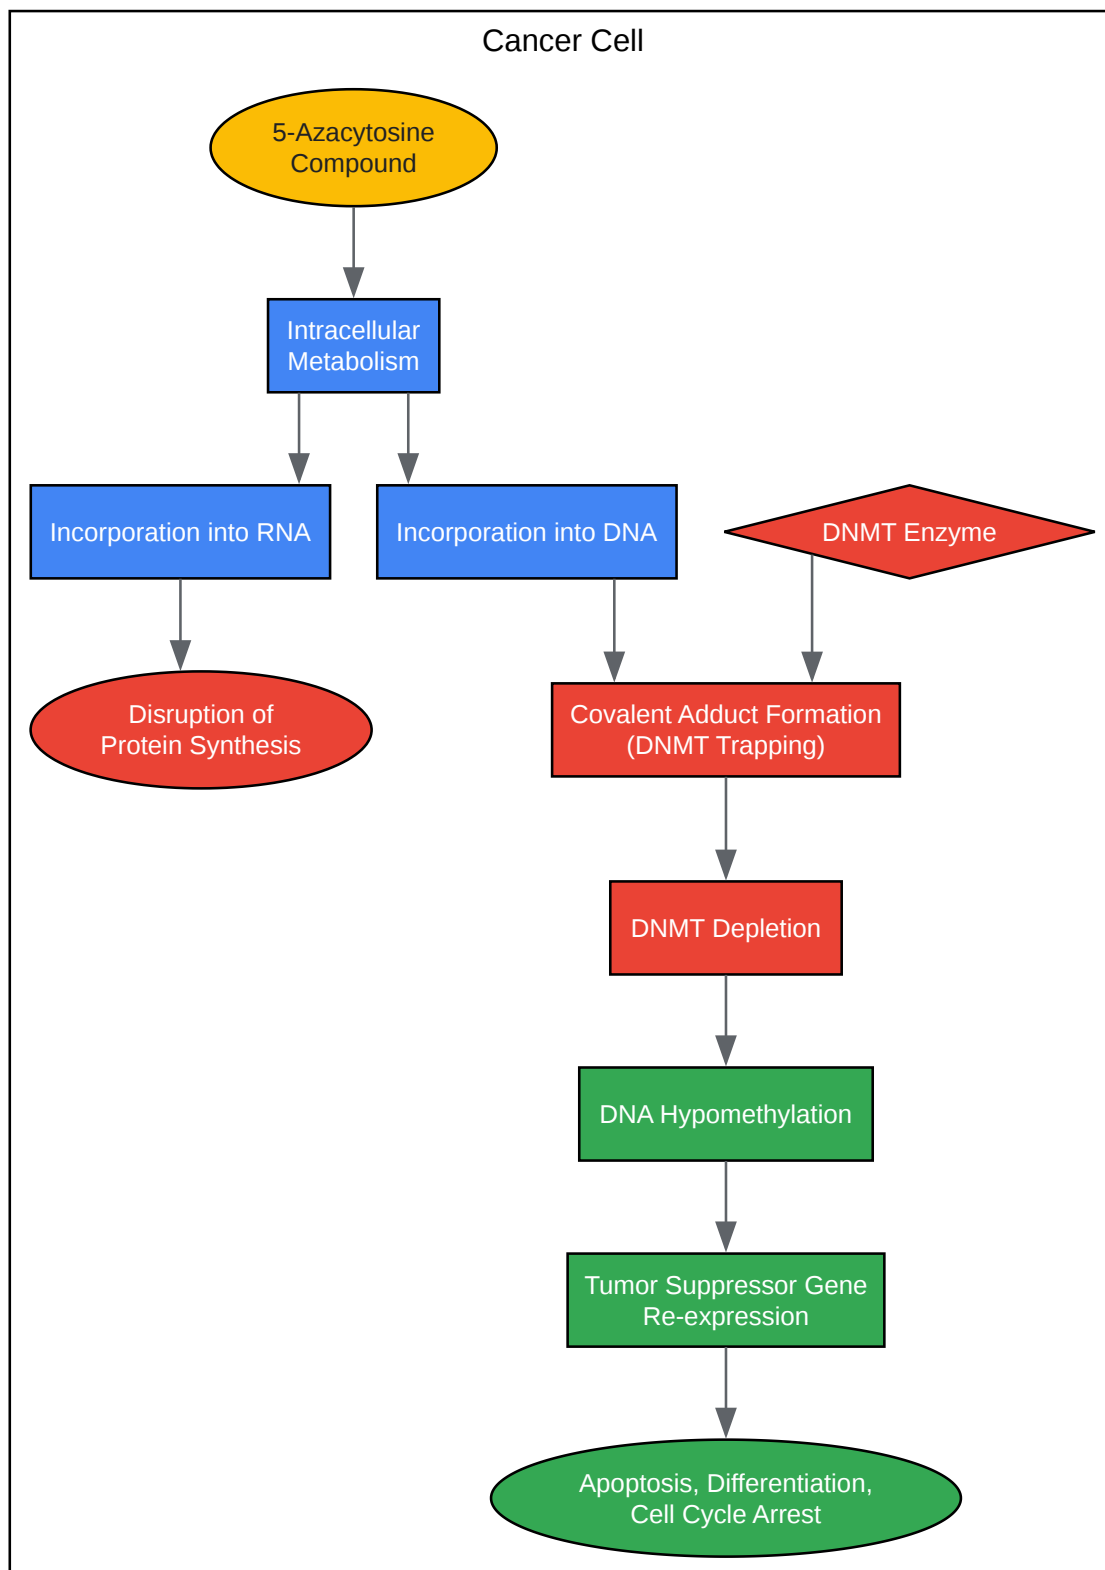 Cancer Cell
5-Azacytosine
Compound
Intracellular
Metabolism
Incorporation into RNA
Incorporation into DNA
DNMT Enzyme
Disruption of
Protein Synthesis
Covalent Adduct Formation
(DNMT Trapping)
DNMT Depletion
DNA Hypomethylation
Tumor Suppressor Gene
Re-expression
Apoptosis, Differentiation,
Cell Cycle Arrest